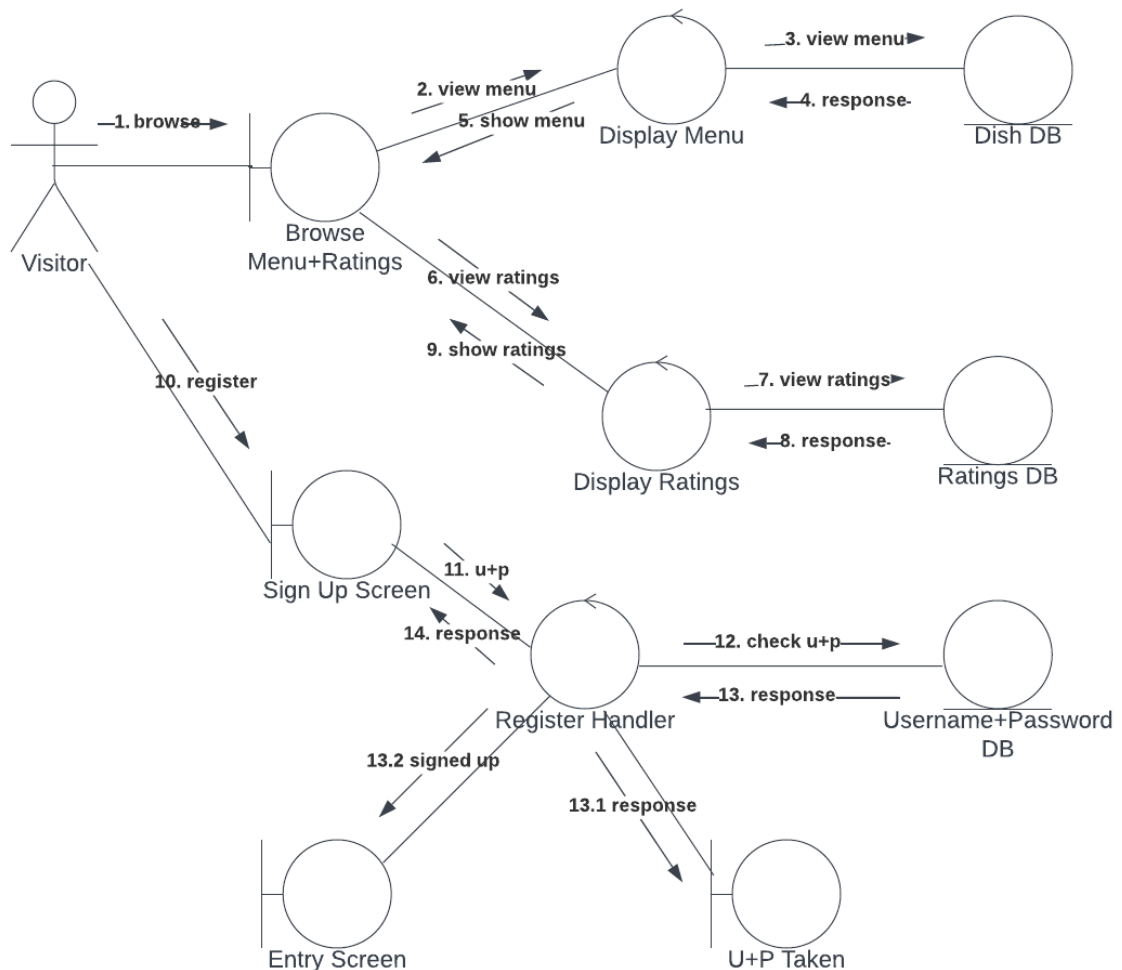 3. view menu
2. view menu
1. browse
4. response
5. show menu
Display Menu
Dish DB
Browse
Menu+Ratings
Visitor
6. view ratings
9. show ratings
7. view ratings
10. register
8. response
Display Ratings
Ratings DB
11. u+p
Sign Up Screen
14. response
12. check u+p
13. response
Register Handler
Username+Password
DB
13.2 signed up
13.1 response
Entry Screen
U+P Taken